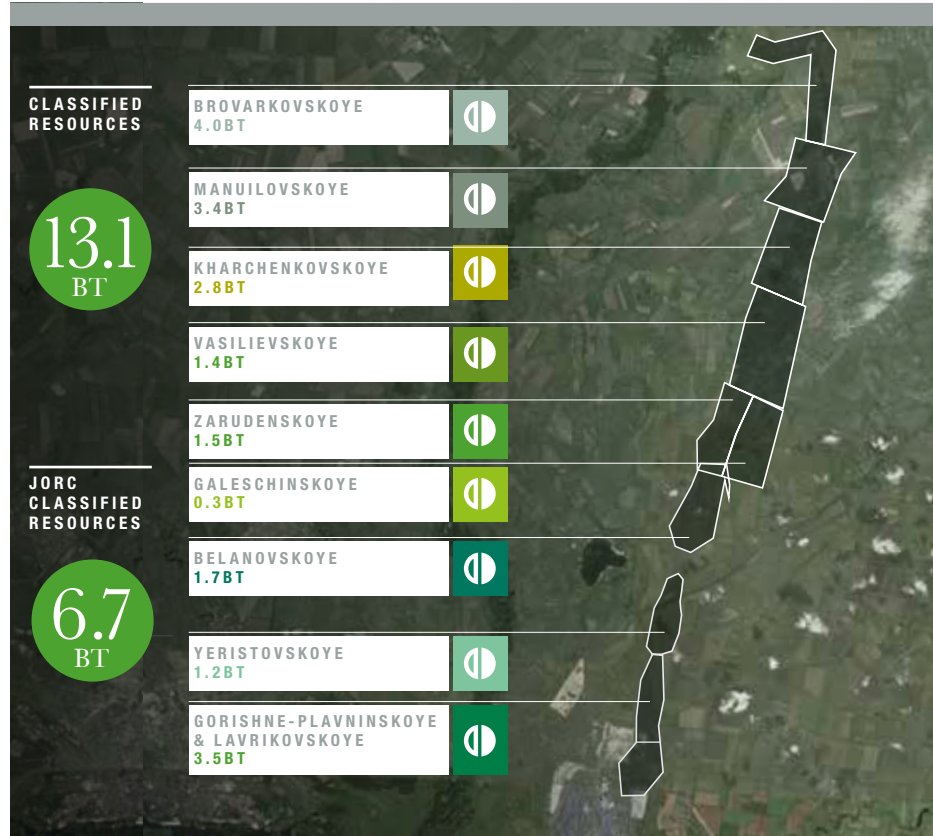 CLASSIFIED
RESOURCES
13.1
BT
BROVARKOVSKOYE
4.0BT
MANUILOVSKOYE
3.4BT
KHARCHENKOVSKOYE
2.8BT
VASILIEVSKOYE
1.4BT
ZARUDENSKOYE
1.5BT
JORC
CLASSIFIED
RESOURCES
6.7
BT
GALESCHINSKOYE
0.3BT
BELANOVSKOYE
1.7BT
YERISTOVSKOYE
1.2BT
GORISHNE-PLAVNINSKOYE
& LAVRIKOVSKOYE
3.5BT